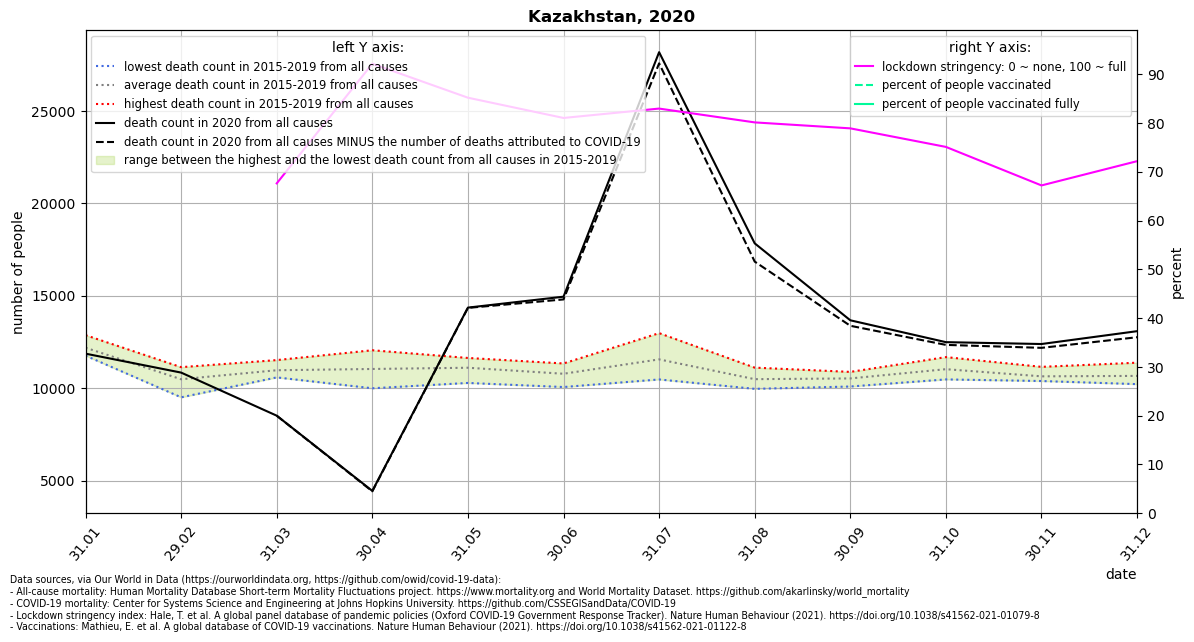 Kazakhstan, 2020
left Y axis:
lowest death count in 2015-2019 from all causes
average death count in 2015-2019 from all causes
highest death count in 2015-2019 from all causes
death count in 2020 from all causes
death count in 2020 from all causes MINUS the number of deaths attributed to COVID-19
range between the highest and the lowest death count from all causes in 2015-2019
right Y axis:
lockdown stringency: 0 ~ none, 100 ~ full
percent of people vaccinated
percent of people vaccinated fully
number of people
25000
20000
15000
10000
5000
90
80
70
60
50
40
30
20
10
0
percent
31.01
29.02
31.03
30.04
31.05
30.06
31.07
31.08
30.09
31.10
30.11
31.12
date
Data sources, via Our World in Data (https://ourworldindata.org, https://github.com/owid/covid-19-data):
- All-cause mortality: Human Mortality Database Short-term Mortality Fluctuations project. https://www.mortality.org and World Mortality Dataset. https://github.com/akarlinsky/world_mortality
- COVID-19 mortality: Center for Systems Science and Engineering at Johns Hopkins University. https://github.com/CSSEGISandData/COVID-19
- Lockdown stringency index: Hale, T. et al. A global panel database of pandemic policies (Oxford COVID-19 Government Response Tracker). Nature Human Behaviour (2021). https://doi.org/10.1038/s41562-021-01079-8
- Vaccinations: Mathieu, E. et al. A global database of COVID-19 vaccinations. Nature Human Behaviour (2021). https://doi.org/10.1038/s41562-021-01122-8